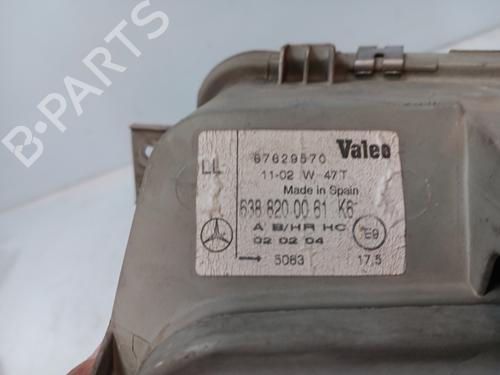 B-PARTS
LL
87629570
Valeo
11-02 W 47T
Made in Spain
638 820 00 61 K6
A B/HR HC
02 02 04
E9
→ 5063 17,5